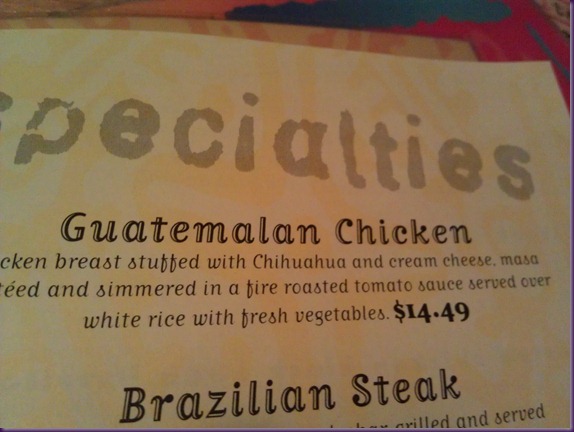 specialties
Guatemalan Chicken
cken breast stuffed with Chihuahua and cream cheese, masa
téed and simmered in a fire roasted tomato sauce served over
white rice with fresh vegetables. $14.49
Brazilian Steak
grilled and served